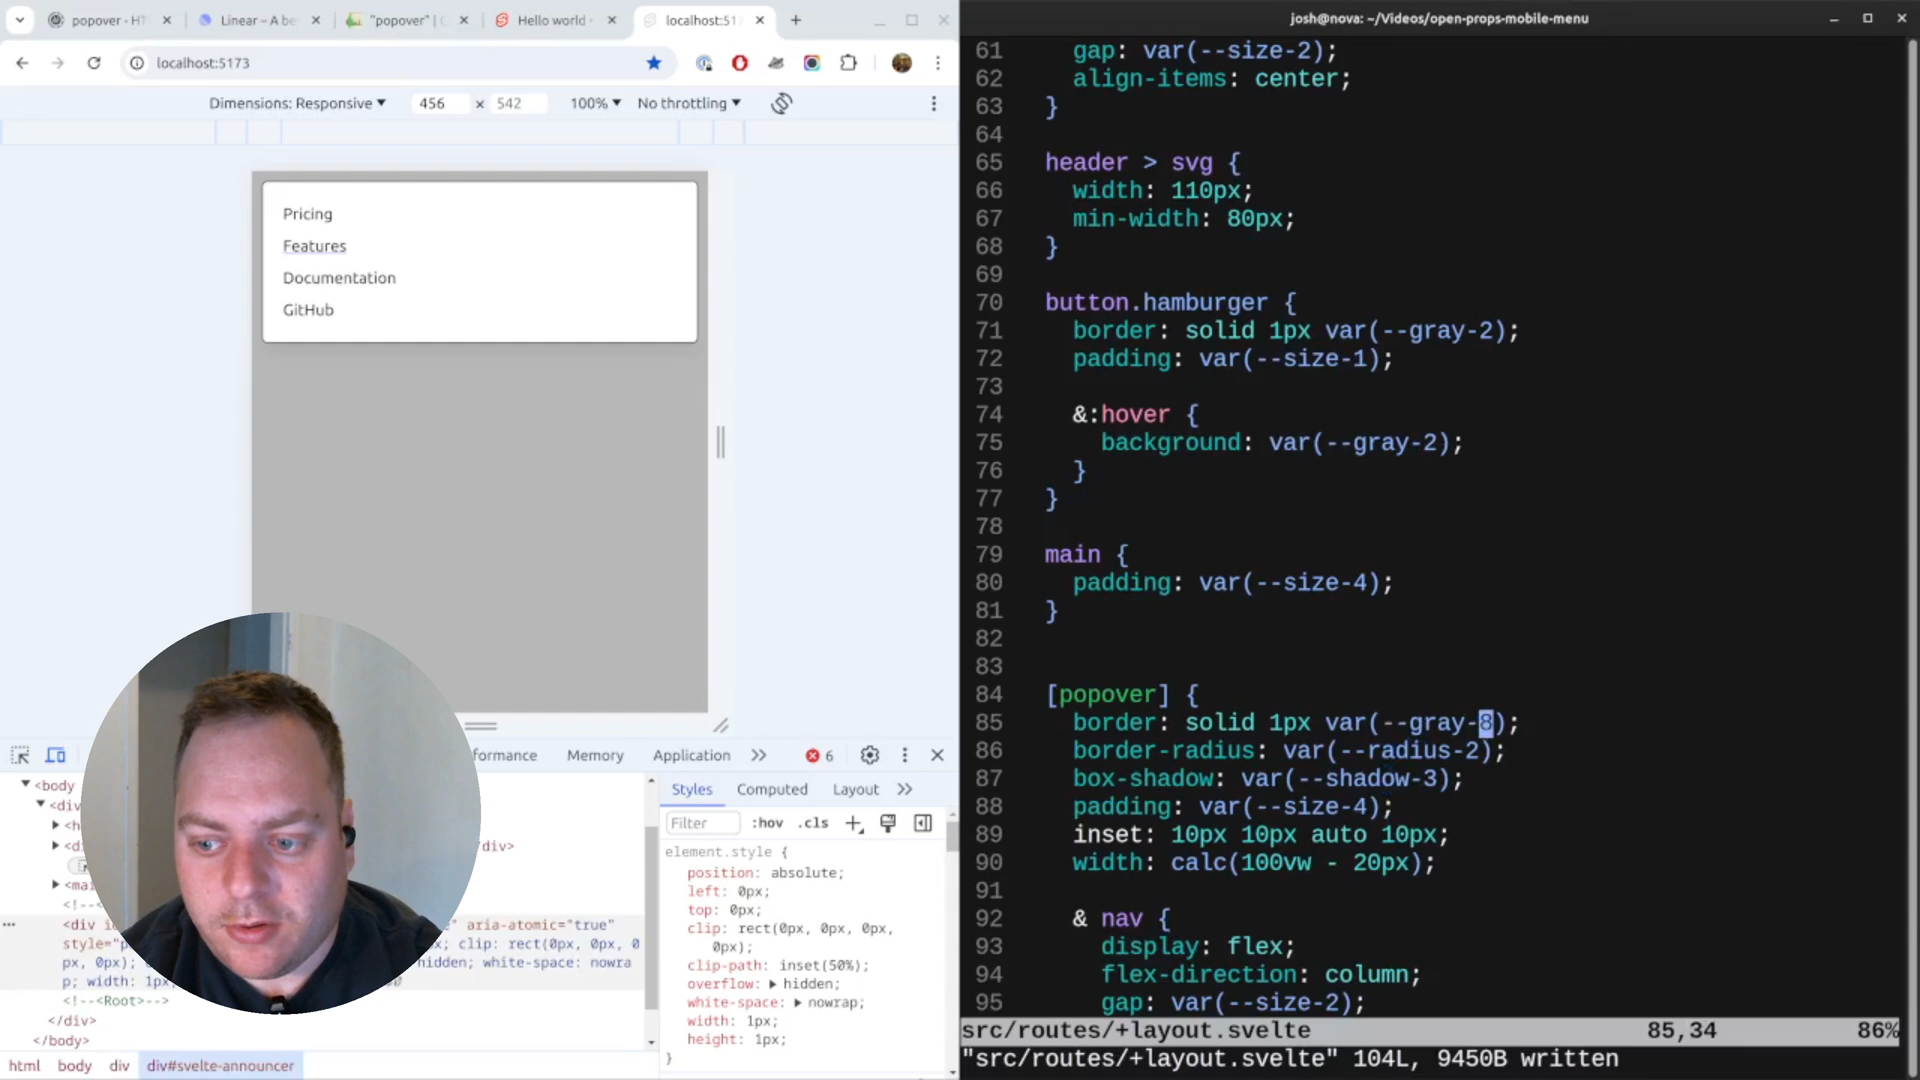 popover - HT
Linear – A be
"popover" | C
Hello world -
localhost:517
localhost:5173
Dimensions: Responsive
456 × 542
100%
No throttling
Pricing
Features
Documentation
GitHub
formance
Memory
Application
6
<body
<div
<h
<d
></div>
<mai
<!--
<div i
" aria-atomic="true"
style="p
x; clip: rect(0px, 0px, 0
px, 0px);
idden; white-space: nowra
p; width: 1px;
<!--<Root>-->
</div>
</body>
html body div div#svelte-announcer
Styles Computed Layout
Filter :hov .cls
element.style {
position: absolute;
left: 0px;
top: 0px;
clip: rect(0px, 0px, 0px,
0px);
clip-path: inset(50%);
overflow: hidden;
white-space: nowrap;
width: 1px;
height: 1px;
}
josh@nova: ~/Videos/open-props-mobile-menu
61 gap: var(--size-2);
62 align-items: center;
63 }
64
65 header > svg {
66 width: 110px;
67 min-width: 80px;
68 }
69
70 button.hamburger {
71 border: solid 1px var(--gray-2);
72 padding: var(--size-1);
73
74 &:hover {
75 background: var(--gray-2);
76 }
77 }
78
79 main {
80 padding: var(--size-4);
81 }
82
83
84 [popover] {
85 border: solid 1px var(--gray-8);
86 border-radius: var(--radius-2);
87 box-shadow: var(--shadow-3);
88 padding: var(--size-4);
89 inset: 10px 10px auto 10px;
90 width: calc(100vw - 20px);
91
92 & nav {
93 display: flex;
94 flex-direction: column;
95 gap: var(--size-2);
src/routes/+layout.svelte 85,34 86%
"src/routes/+layout.svelte" 104L, 9450B written